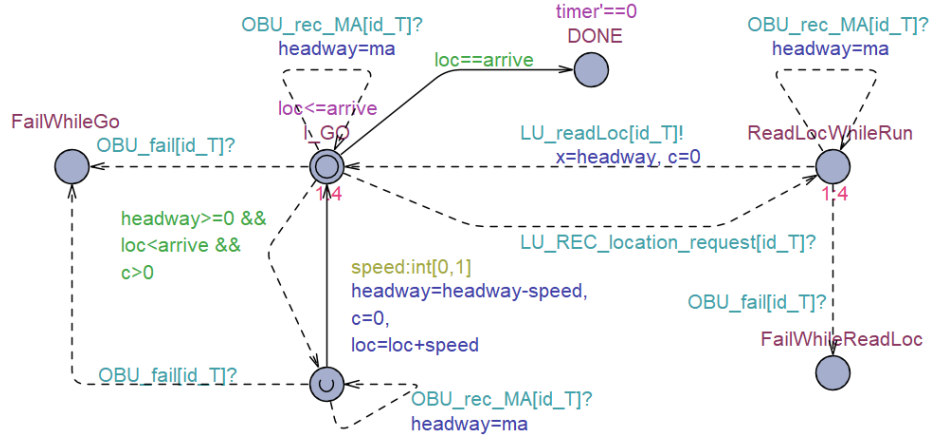 timer'==0
DONE
OBU_rec_MA[id_T]?
headway=ma
OBU_rec_MA[id_T]?
headway=ma
loc==arrive
loc<=arrive
I_GO
FailWhileGo
OBU_fail[id_T]?
LU_readLoc[id_T]!
x=headway, c=0
ReadLocWhileRun
1:4
1:4
headway>=0 &&
loc<arrive &&
c>0
LU_REC_location_request[id_T]?
speed:int[0,1]
headway=headway-speed,
c=0,
loc=loc+speed
OBU_fail[id_T]?
FailWhileReadLoc
OBU_fail[id_T]?
OBU_rec_MA[id_T]?
headway=ma